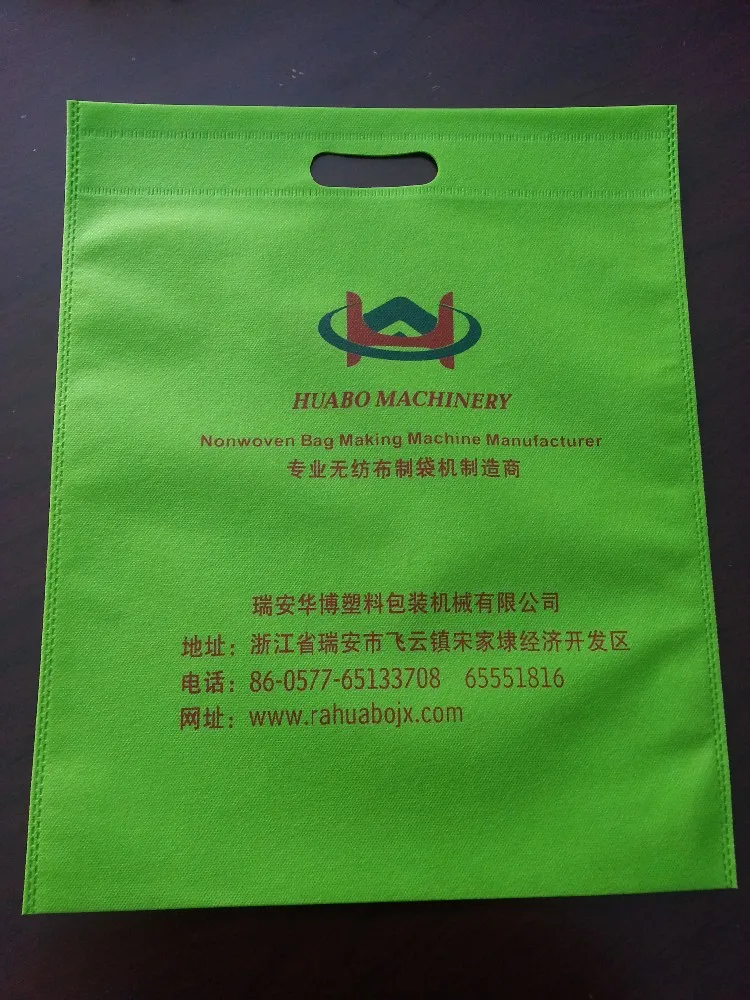 HUABO MACHINERY
Nonwoven Bag Making Machine Manufacturer
专业无纺布制袋机制造商
瑞安华博塑料包装机械有限公司
地址：浙江省瑞安市飞云镇宋家埭经济开发区
电话：86-0577-65133708 65551816
网址：www.rahuabojx.com